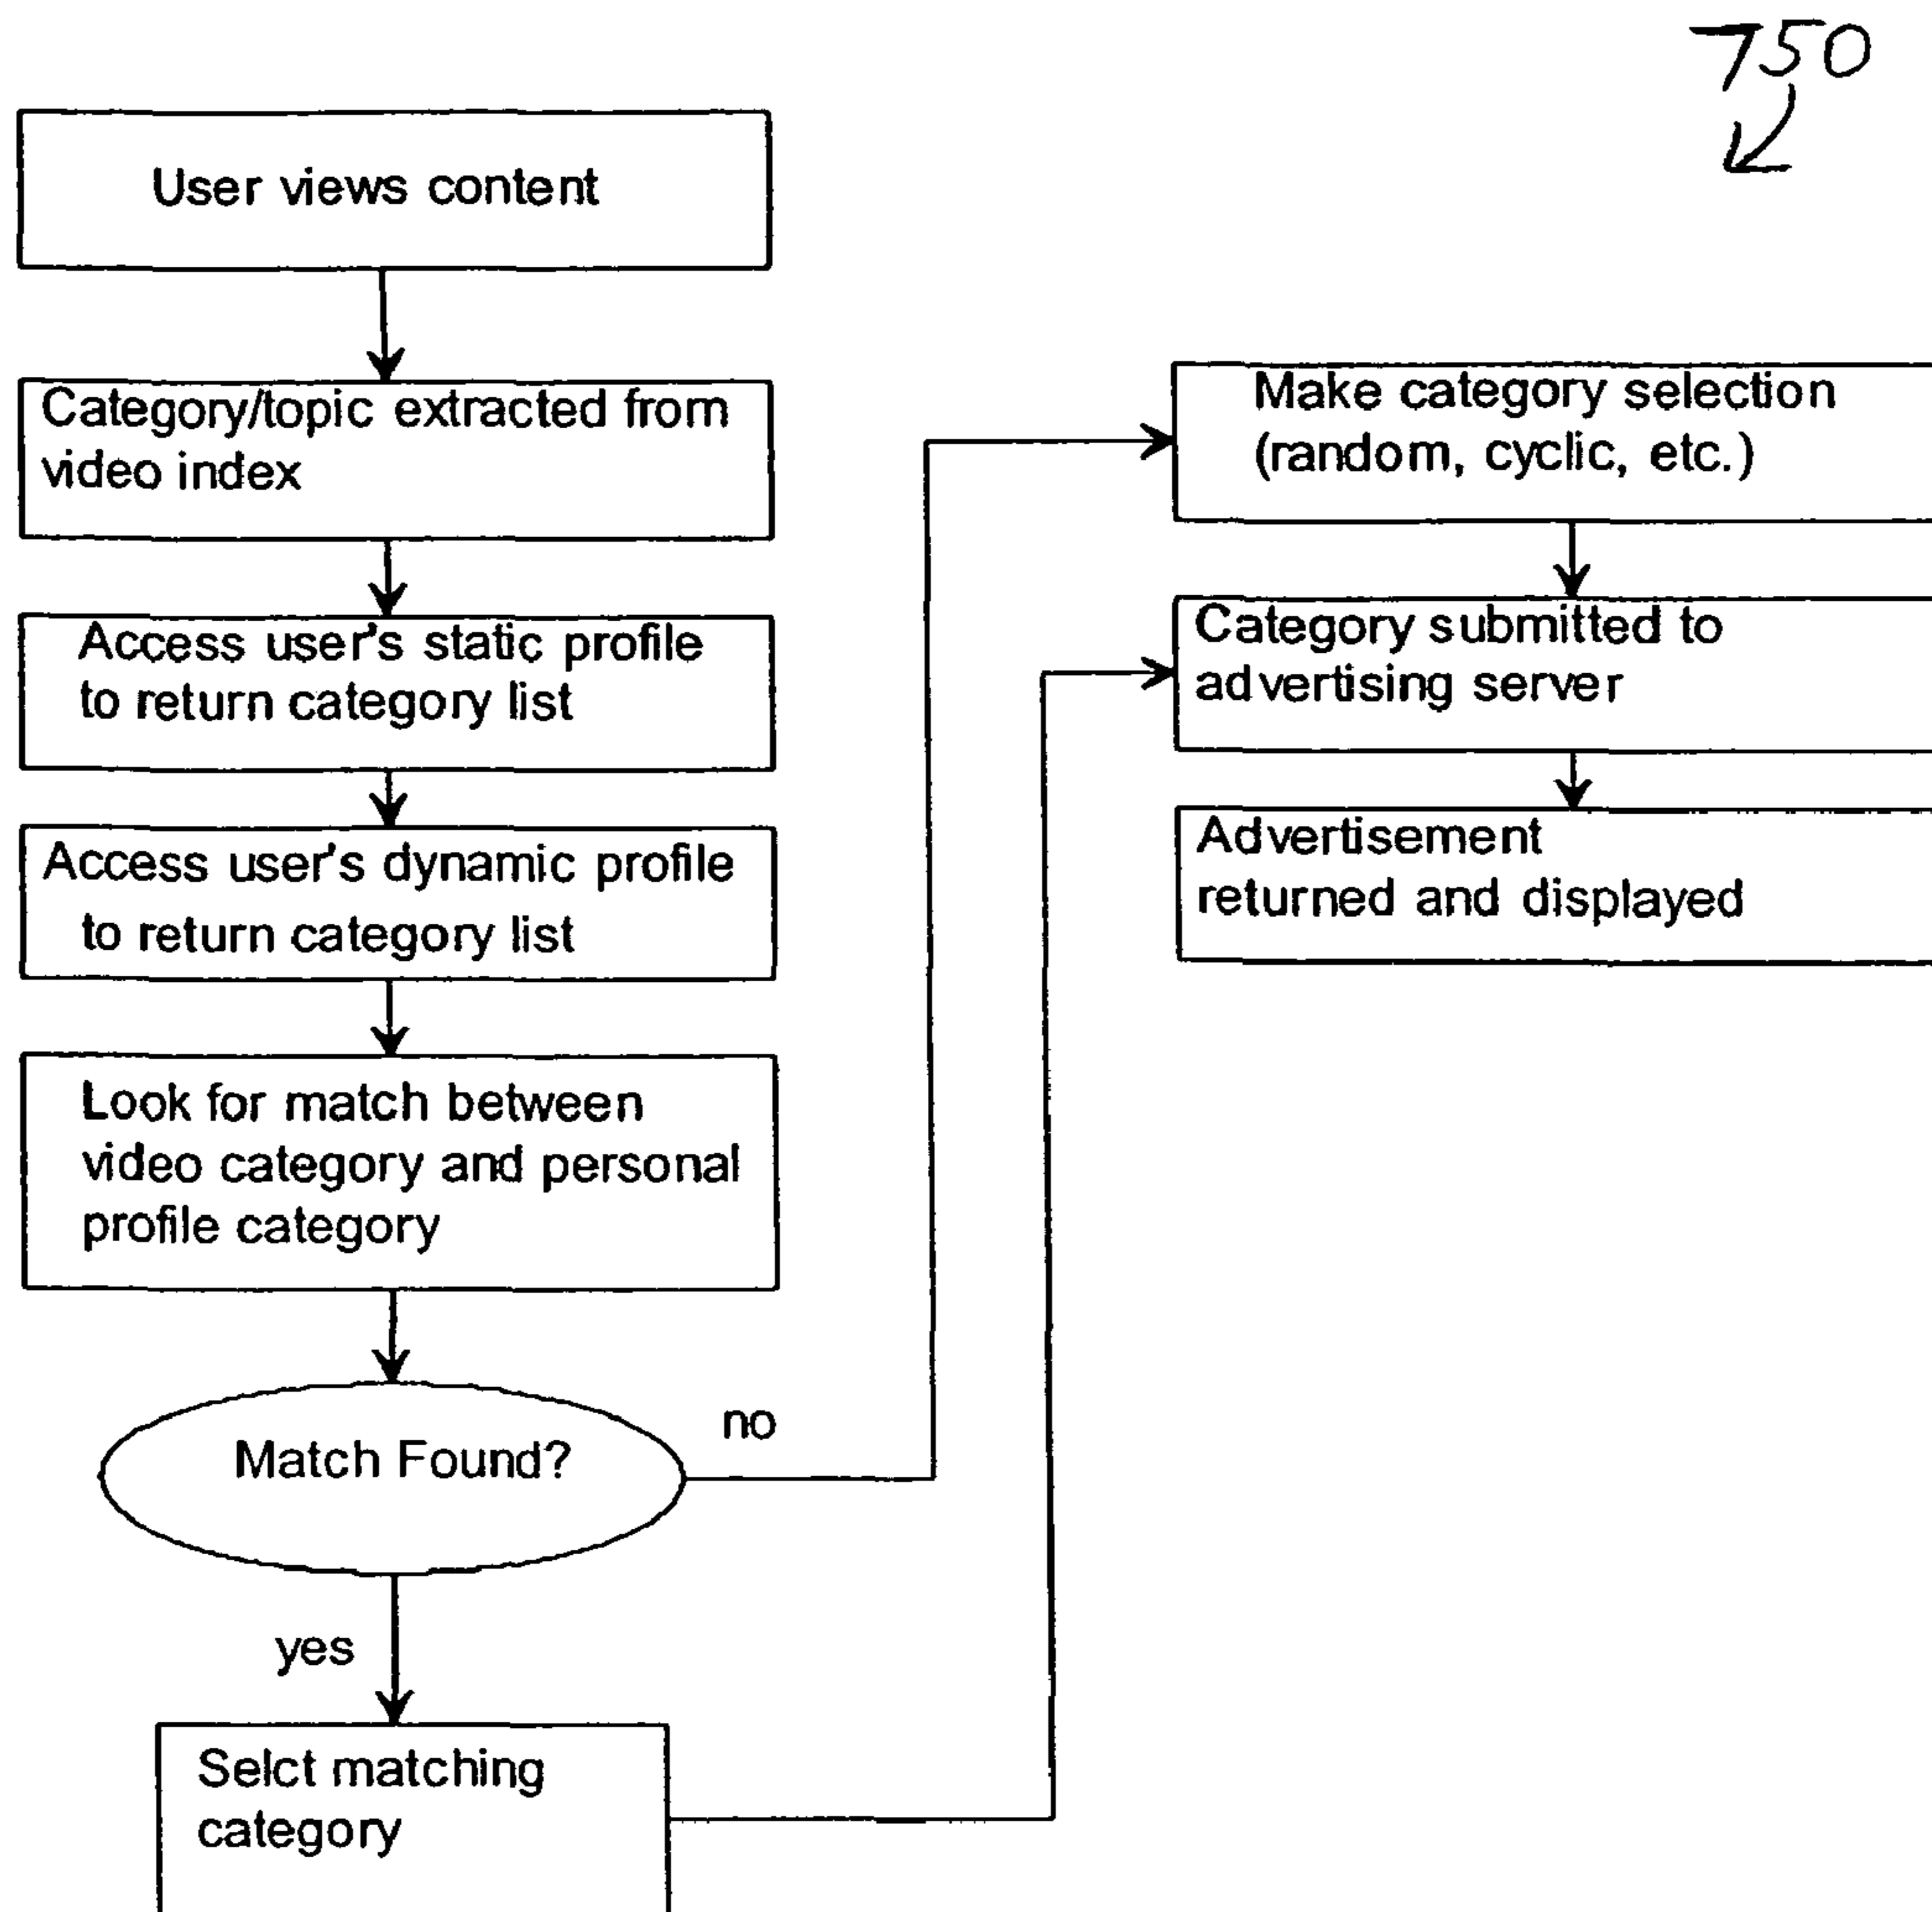 750
User views content
Category/topic extracted from
video index
Access user's static profile
to return category list
Access user's dynamic profile
to return category list
Look for match between
video category and personal
profile category
Match Found?
no
yes
Selct matching
category
Make category selection
(random, cyclic, etc.)
Category submitted to
advertising server
Advertisement
returned and displayed